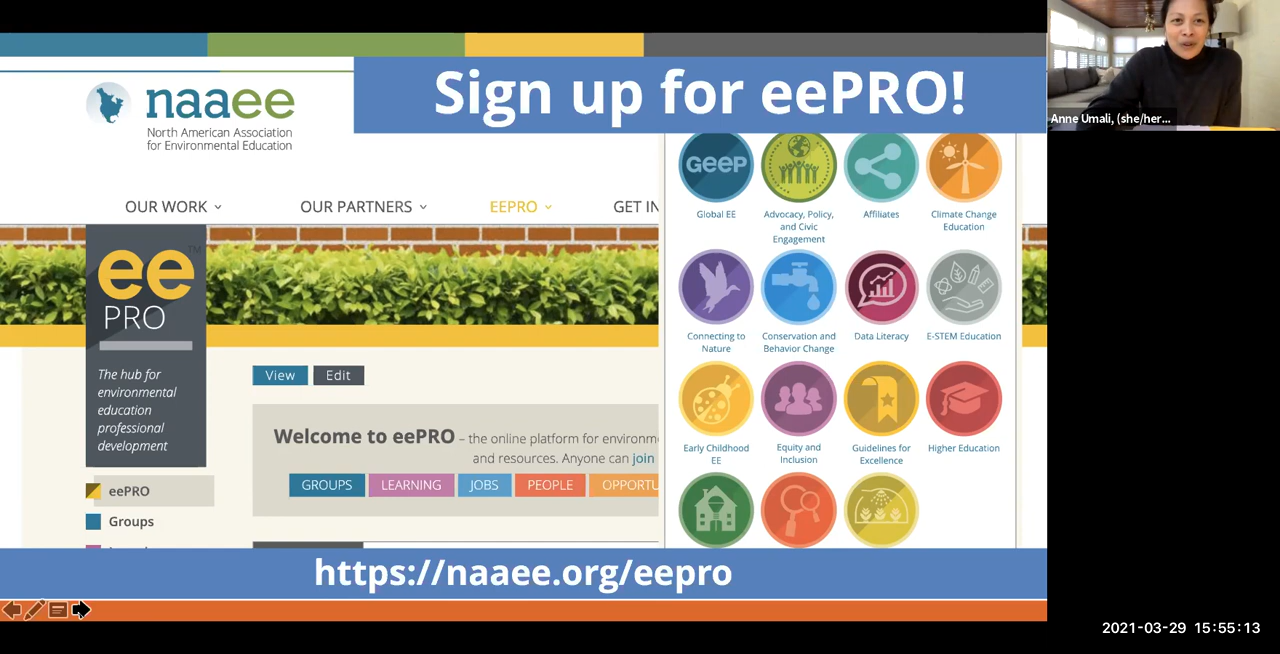 Sign up for eePRO!
naaee
North American Association
for Environmental Education
OUR WORK
OUR PARTNERS
EEPRO
GET IN
ee
TM
PRO
The hub for
environmental
education
professional
development
eePRO
Groups
View
Edit
Welcome to eePRO – the online platform for environm
and resources. Anyone can join
GROUPS
LEARNING
JOBS
PEOPLE
OPPORTU
GEEP
Global EE
Advocacy, Policy,
and Civic
Engagement
Affiliates
Climate Change
Education
Connecting to
Nature
Conservation and
Behavior Change
Data Literacy
E-STEM Education
Early Childhood
EE
Equity and
Inclusion
Guidelines for
Excellence
Higher Education
https://naaee.org/eepro
Anne Umali, (she/her...
2021-03-29 15:55:13